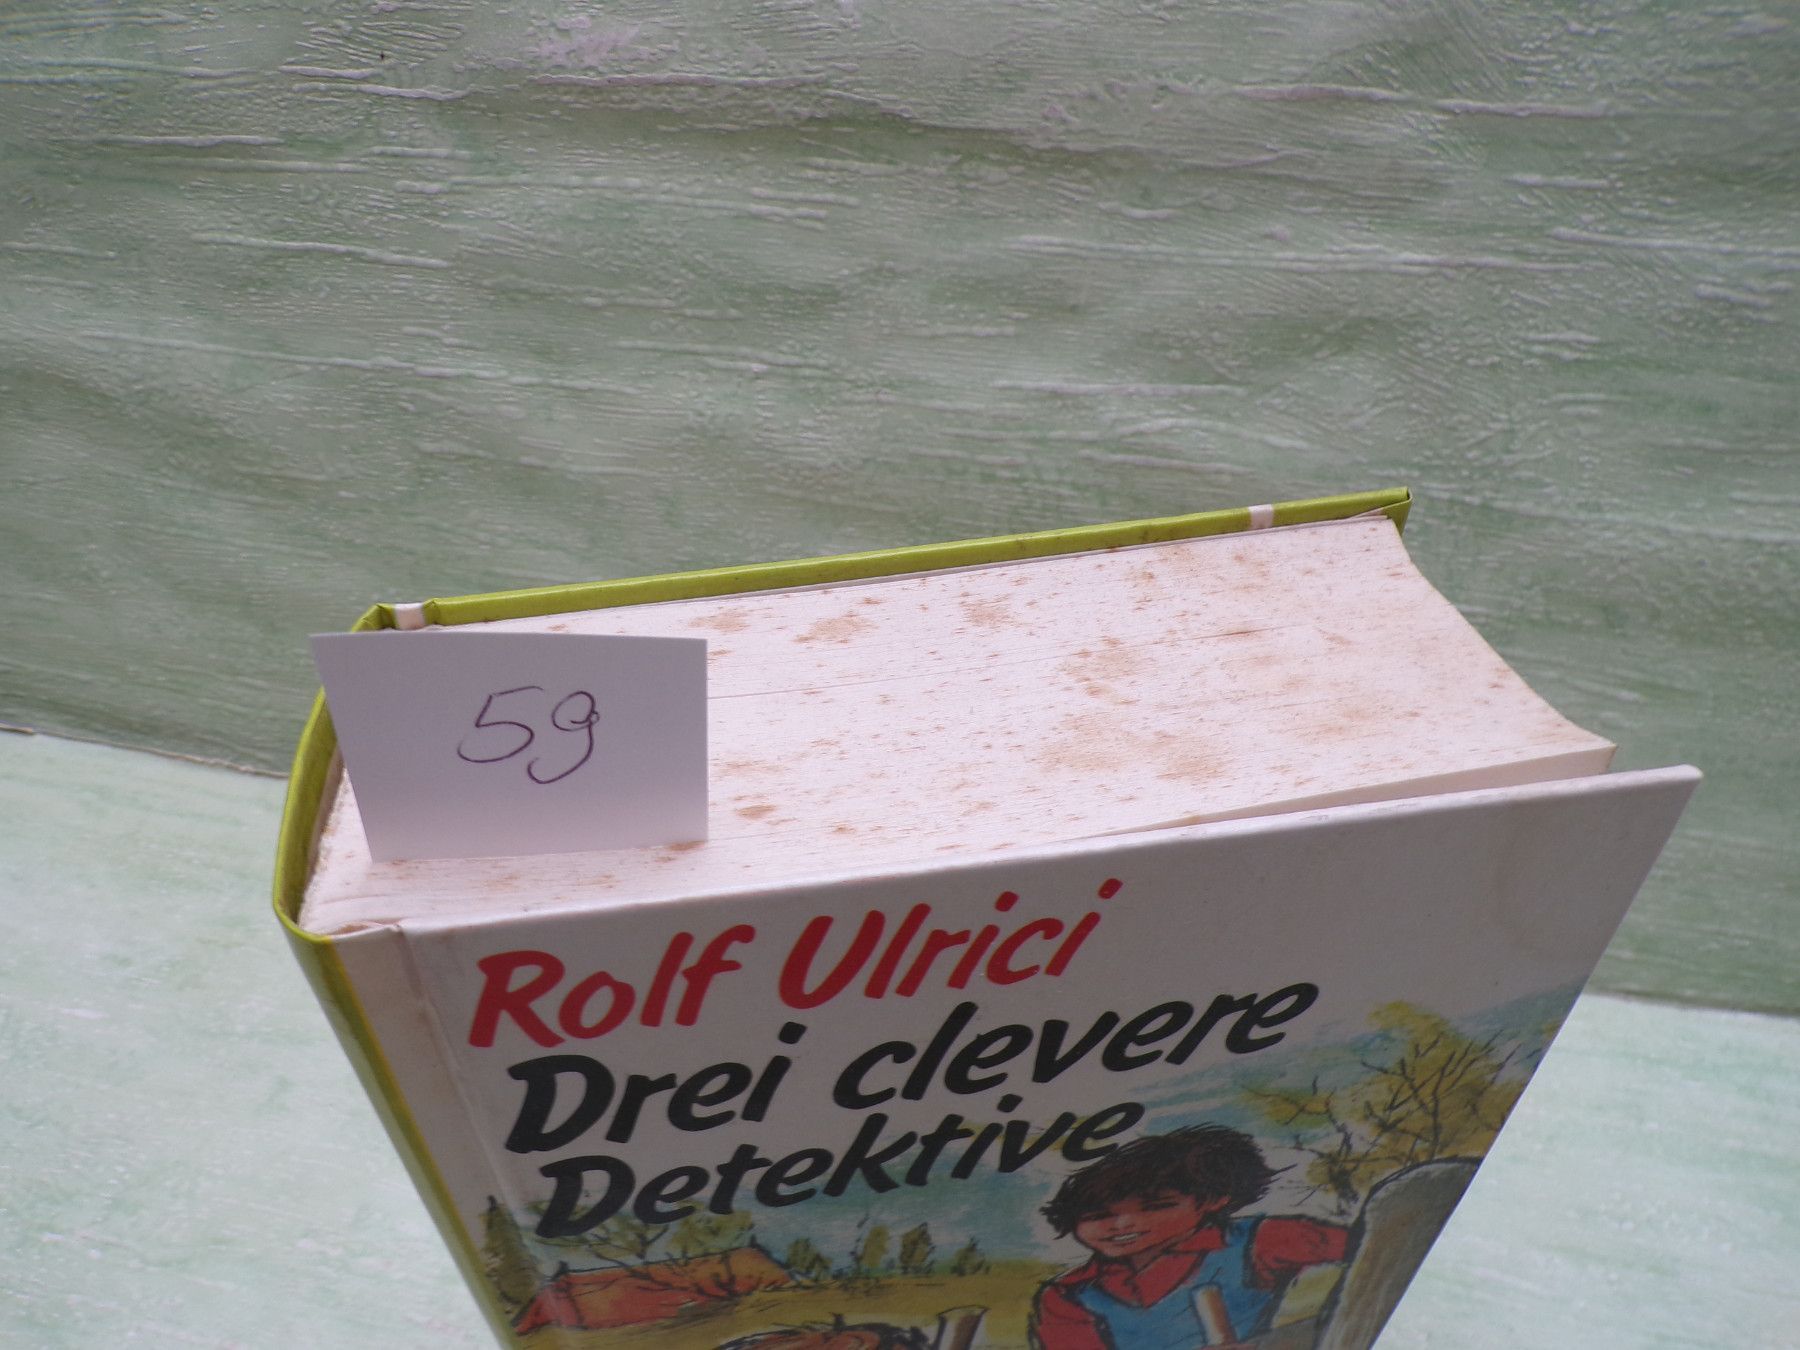 59
Rolf Ulrici
Drei clevere
Detektive